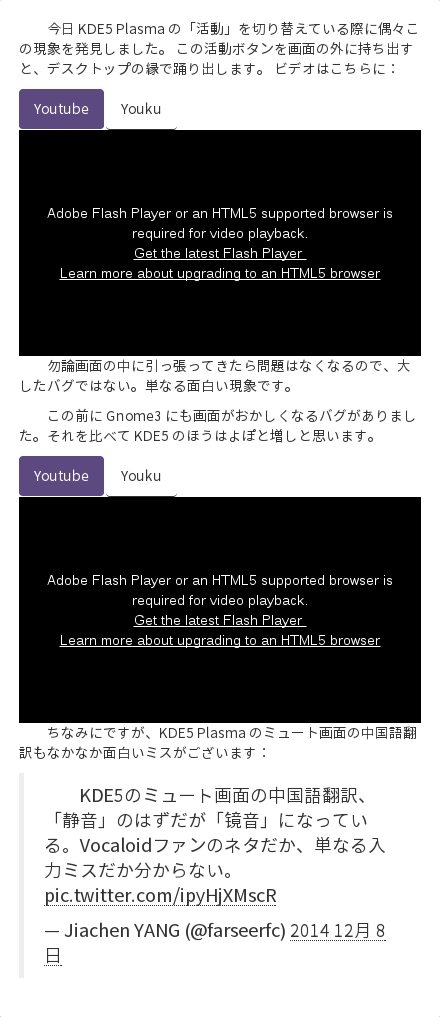 今日 KDE5 Plasma の「活動」を切り替えている際に偶々こ
の現象を発見しました。 この活動ボタンを画面の外に持ち出す
と、デスクトップの縁で踊り出します。 ビデオはこちらに：
Youtube Youku
Adobe Flash Player or an HTML5 supported browser is
required for video playback.
Get the latest Flash Player
Learn more about upgrading to an HTML5 browser
勿論画面の中に引っ張ってきたら問題はなくなるので、大
したバグではない。単なる面白い現象です。
この前に Gnome3 にも画面がおかしくなるバグがありまし
た。それを比べて KDE5 のほうはよぽと増しと思います。
Youtube Youku
Adobe Flash Player or an HTML5 supported browser is
required for video playback.
Get the latest Flash Player
Learn more about upgrading to an HTML5 browser
ちなみにですが、KDE5 Plasma のミュート画面の中国語翻
訳もなかなか面白いミスがございます：
KDE5のミュート画面の中国語翻訳、
「静音」のはずだが「镜音」になってい
る。Vocaloidファンのネタだか、単なる入
力ミスだか分からない。
pic.twitter.com/ipyHjXMscR
— Jiachen YANG (@farseerfc) 2014 12月 8
日